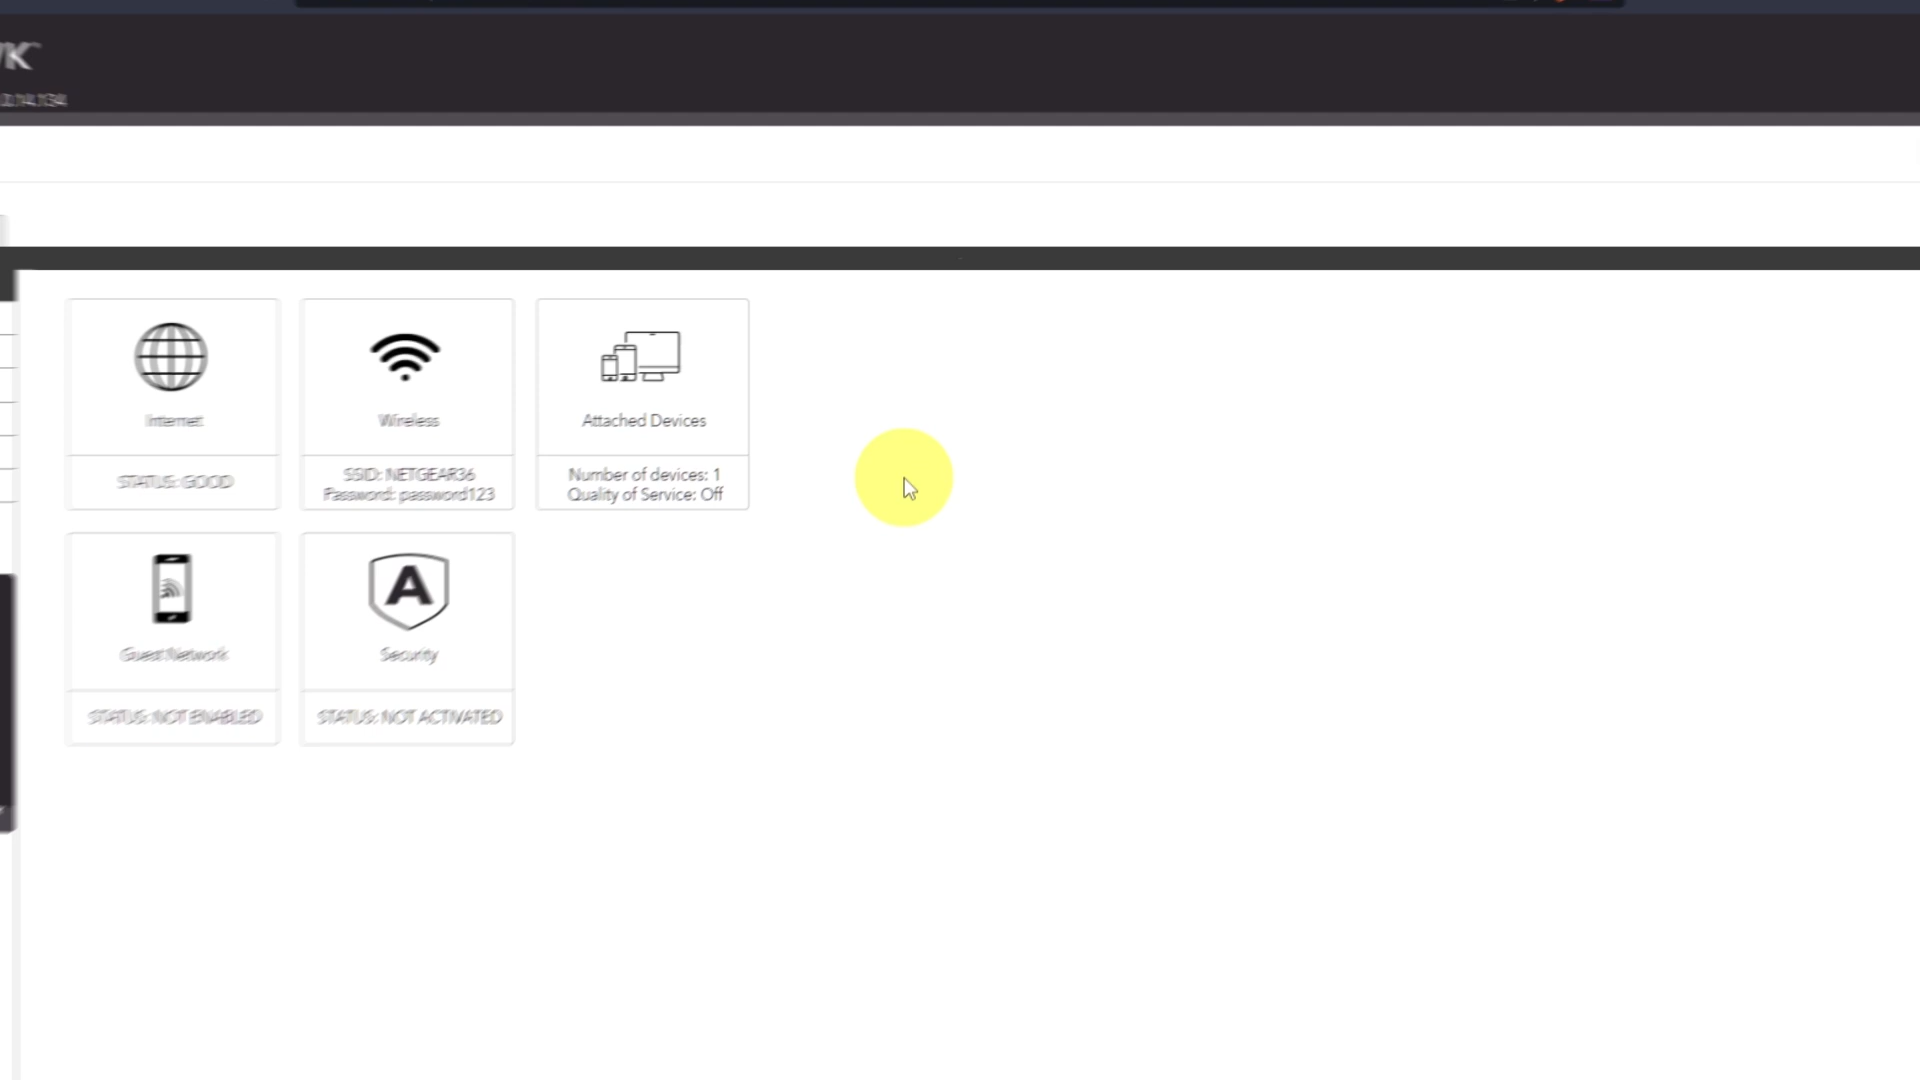 Internet
Wireless
Attached Devices
STATUS: GOOD
SSID: NETGEAR36
Password: password123
Number of devices: 1
Quality of Service: Off
A
Guest Network
Security
STATUS: NOT ENABLED
STATUS: NOT ACTIVATED